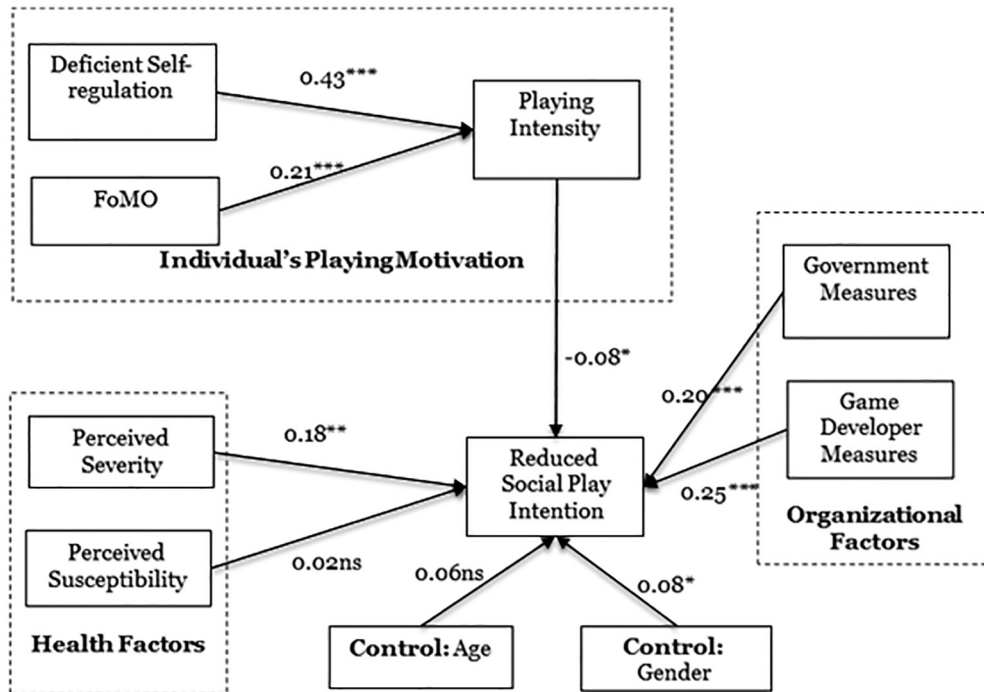 Deficient Self-
regulation
0.43***
Playing
Intensity
FoMO
0.21***
Individual's Playing Motivation
Government
Measures
-0.08*
0.20***
Game
Developer
Measures
0.25***
Organizational
Factors
Perceived
Severity
0.18**
Reduced
Social Play
Intention
Perceived
Susceptibility
0.02ns
Health Factors
0.06ns
0.08*
Control: Age
Control:
Gender